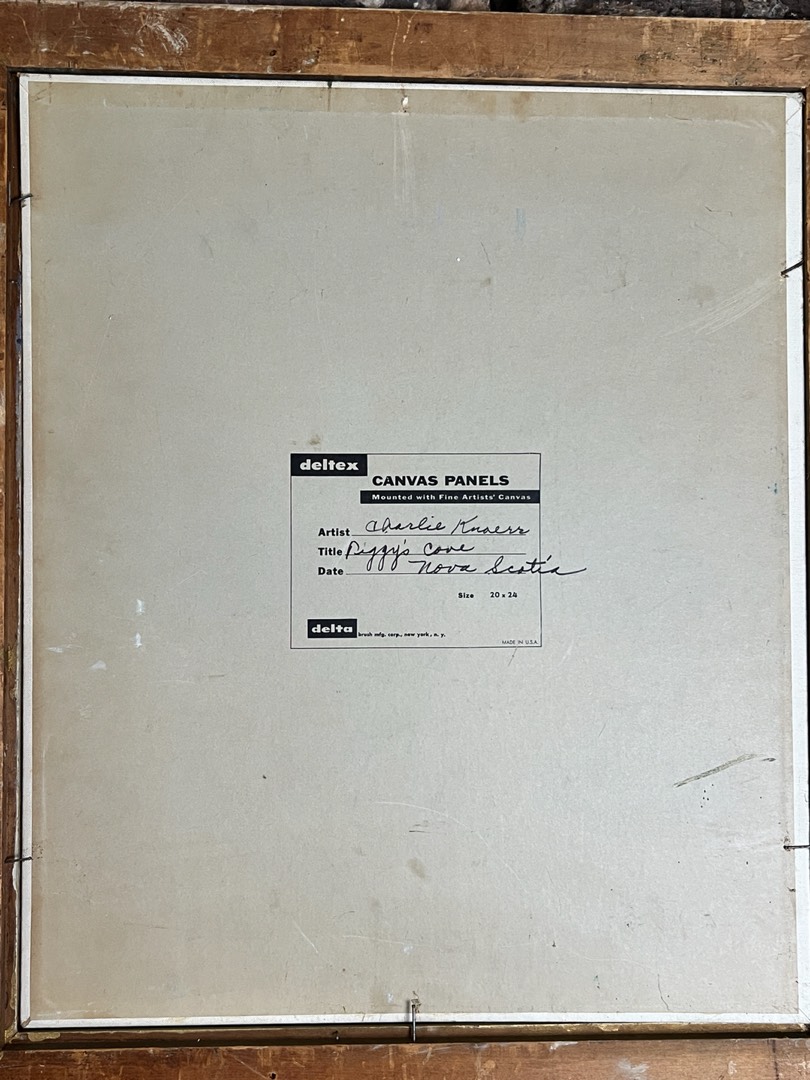 deltex
CANVAS PANELS
Mounted with Fine Artists' Canvas
Artist Charlie Knoerr
Title Piggy's Cove
Date Nova Scotia
Size 20 x 24
delta brush mfg. corp., new york, n. y.
MADE IN U.S.A.